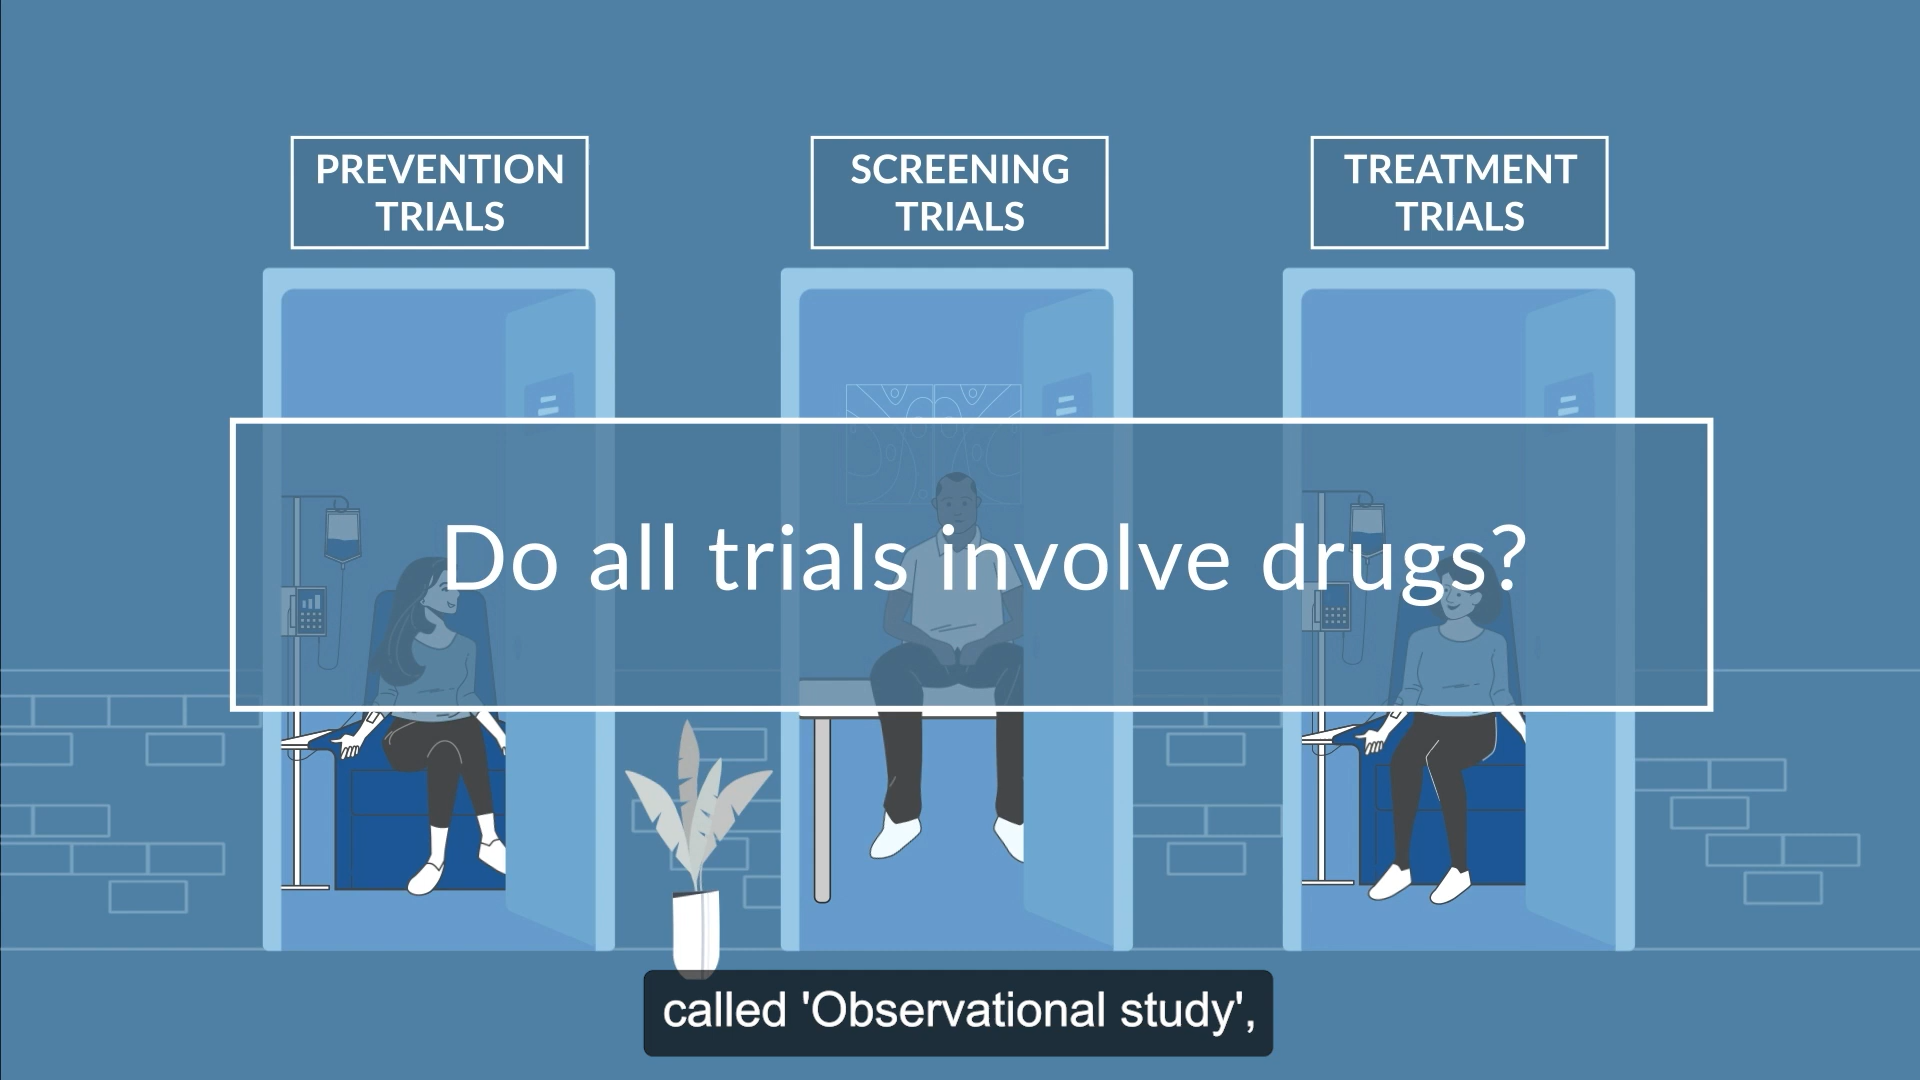 PREVENTION
TRIALS
SCREENING
TRIALS
TREATMENT
TRIALS
Do all trials involve drugs?
called 'Observational study',